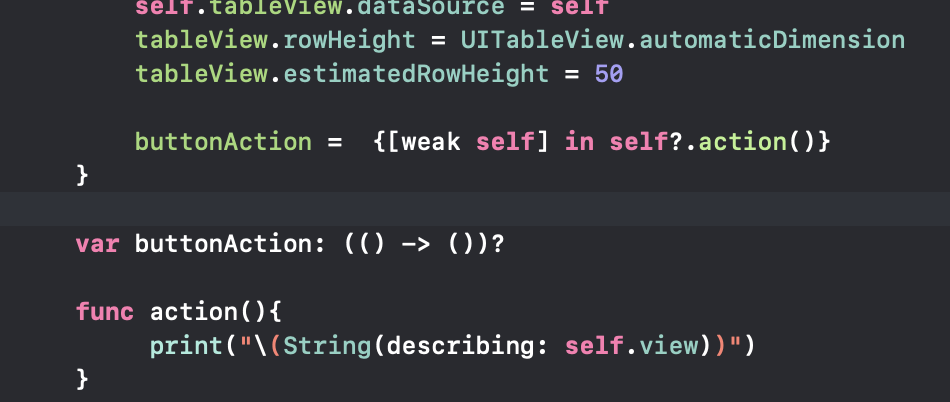 self.tableView.dataSource = self
tableView.rowHeight = UITableView.automaticDimension
tableView.estimatedRowHeight = 50
buttonAction =  {[weak self] in self?.action()}
}
var buttonAction: (() -> ())?
func action(){
print("\(String(describing: self.view))")
}